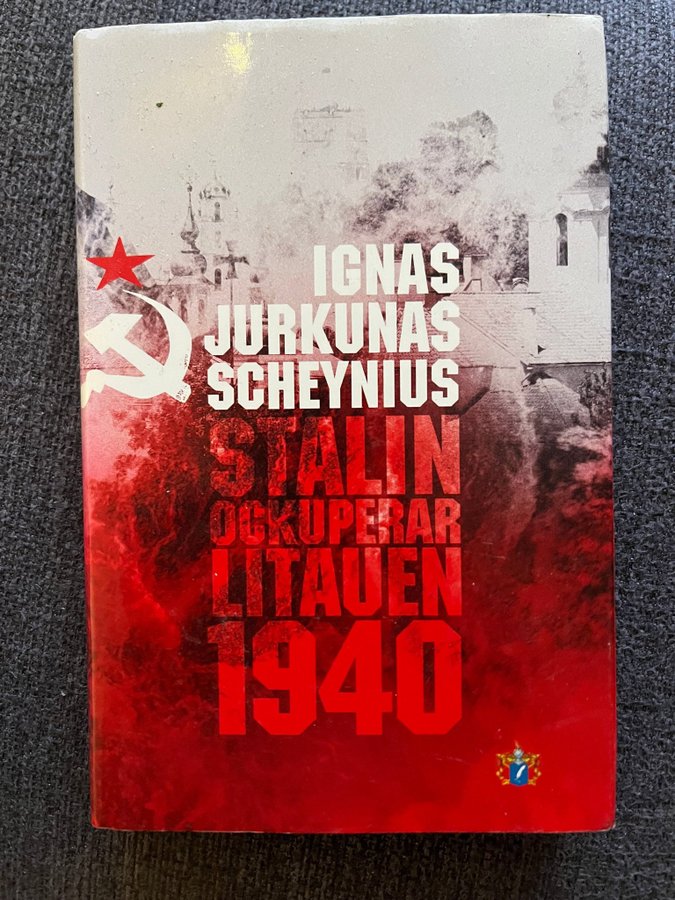 IGNAS
JURKUNAS
SCHEYNIUS
STALIN
OCKUPERAR
LITAUEN
1940